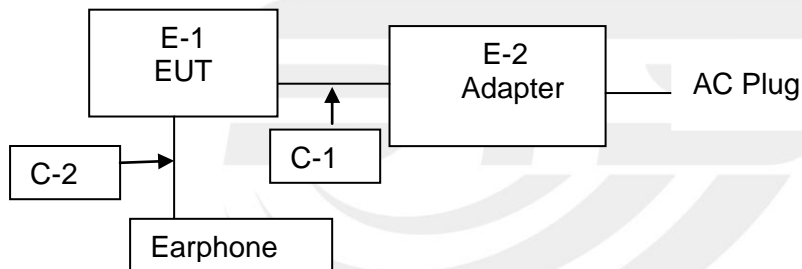 E-1
EUT
E-2
Adapter
AC Plug
C-1
C-2
Earphone